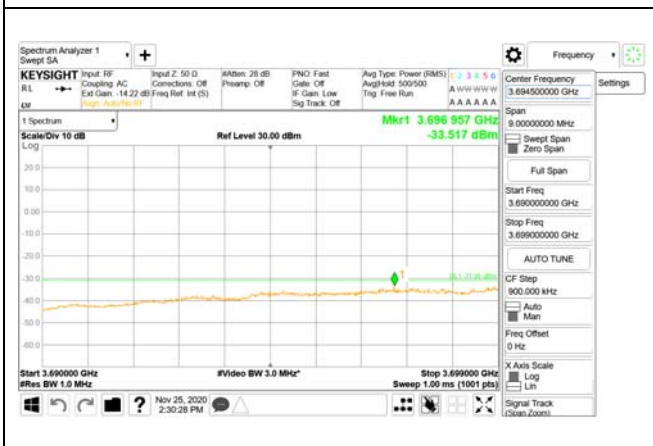 Spectrum Analyzer 1
Swept SA
Frequency
KEYSIGHT
RL
Input: RF
Coupling: AC
Ext Gain: -14.22 dB
Align: Auto/No RF
Input Z: 50 Ω
Corrections: Off
Freq Ref: Int (S)
#Atten: 28 dB
Preamp: Off
PNO: Fast
Gate: Off
IF Gain: Low
Sig Track: Off
Avg Type: Power (RMS)
Avg|Hold: 500/500
Trig: Free Run
1 2 3 4 5 6
A W W W W W
A A A A A A
1 Spectrum
Scale/Div 10 dB
Log
Ref Level 30.00 dBm
Mkr1 3.696 957 GHz
-33.517 dBm
20.0
10.0
0.00
-10.0
-20.0
-30.0
-40.0
-50.0
-60.0
1
Start 3.690000 GHz
#Res BW 1.0 MHz
#Video BW 3.0 MHz*
Stop 3.699000 GHz
Sweep 1.00 ms (1001 pts)
Nov 25, 2020
2:30:28 PM
Center Frequency
3.694500000 GHz
Settings
Span
9.00000000 MHz
Swept Span
Zero Span
Full Span
Start Freq
3.690000000 GHz
Stop Freq
3.699000000 GHz
AUTO TUNE
CF Step
900.000 kHz
Auto
Man
Freq Offset
0 Hz
X Axis Scale
Log
Lin
Signal Track
(Span Zoom)